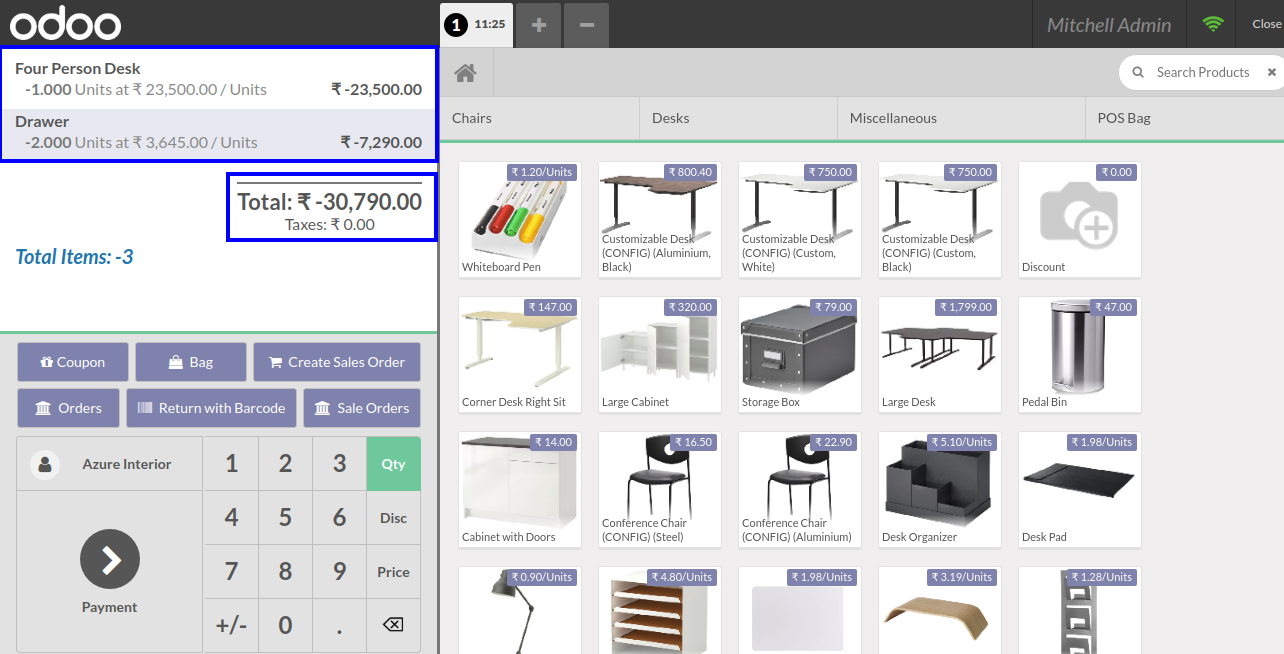 odoo
1 11:25 + −
Mitchell Admin
Close
Four Person Desk
-1.000 Units at ₹ 23,500.00 / Units ₹ -23,500.00
Drawer
-2.000 Units at ₹ 3,645.00 / Units ₹ -7,290.00
Total: ₹ -30,790.00
Taxes: ₹ 0.00
Total Items: -3
Coupon
Bag
Create Sales Order
Orders
Return with Barcode
Sale Orders
Azure Interior
Payment
1 2 3 Qty
4 5 6 Disc
7 8 9 Price
+/- 0 .
Search Products
Chairs
Desks
Miscellaneous
POS Bag
₹ 1.20/Units
Whiteboard Pen
₹ 800.40
Customizable Desk
(CONFIG) (Aluminium,
Black)
₹ 750.00
Customizable Desk
(CONFIG) (Custom,
White)
₹ 750.00
Customizable Desk
(CONFIG) (Custom,
Black)
₹ 0.00
Discount
₹ 147.00
Corner Desk Right Sit
₹ 320.00
Large Cabinet
₹ 79.00
Storage Box
₹ 1,799.00
Large Desk
₹ 47.00
Pedal Bin
₹ 14.00
Cabinet with Doors
₹ 16.50
Conference Chair
(CONFIG) (Steel)
₹ 22.90
Conference Chair
(CONFIG) (Aluminium)
₹ 5.10/Units
Desk Organizer
₹ 1.98/Units
Desk Pad
₹ 0.90/Units
₹ 4.80/Units
₹ 1.98/Units
₹ 3.19/Units
₹ 1.28/Units